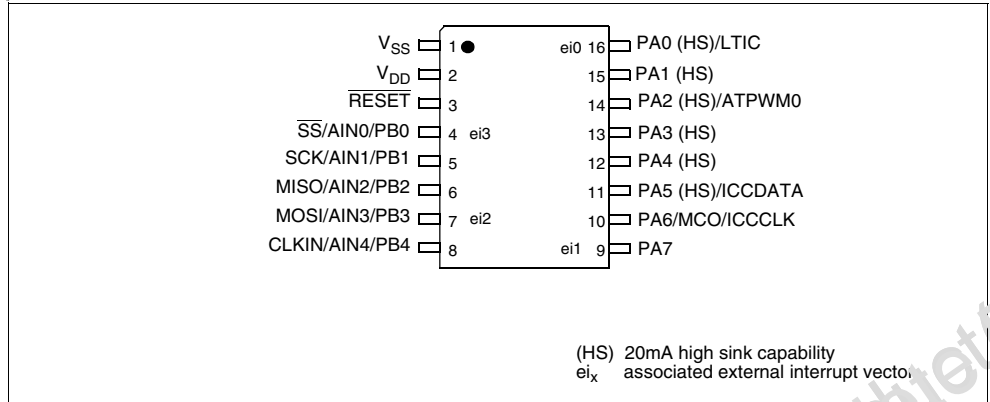 V_SS 1 ei0 16 PA0 (HS)/LTIC
V_DD 2 15 PA1 (HS)
RESET 3 14 PA2 (HS)/ATPWM0
SS/AIN0/PB0 4 ei3 13 PA3 (HS)
SCK/AIN1/PB1 5 12 PA4 (HS)
MISO/AIN2/PB2 6 11 PA5 (HS)/ICCDATA
MOSI/AIN3/PB3 7 ei2 10 PA6/MCO/ICCCLK
CLKIN/AIN4/PB4 8 ei1 9 PA7
(HS) 20mA high sink capability
ei_x associated external interrupt vector